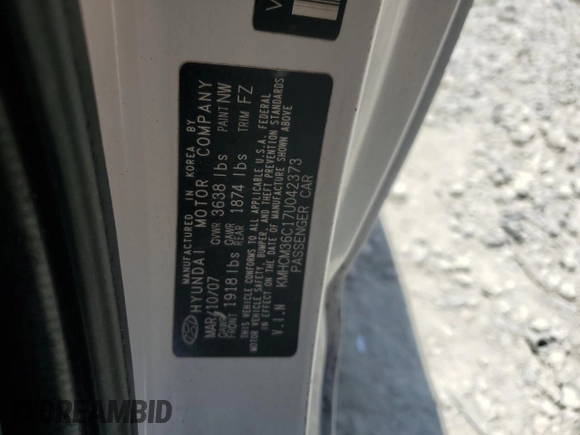 MANUFACTURED IN KOREA BY
HYUNDAI MOTOR COMPANY
MAR/10/07 GVWR 3638 lbs PAINT NW
GAWR FRONT 1918 lbs GAWR REAR 1874 lbs TRIM FZ
THIS VEHICLE CONFORMS TO ALL APPLICABLE U.S.A. FEDERAL
MOTOR VEHICLE SAFETY, BUMPER, AND THEFT PREVENTION STANDARDS
IN EFFECT ON THE DATE OF MANUFACTURE SHOWN ABOVE
V.I.N KMHCM36C17U042373
PASSENGER CAR
V
DREAMBID